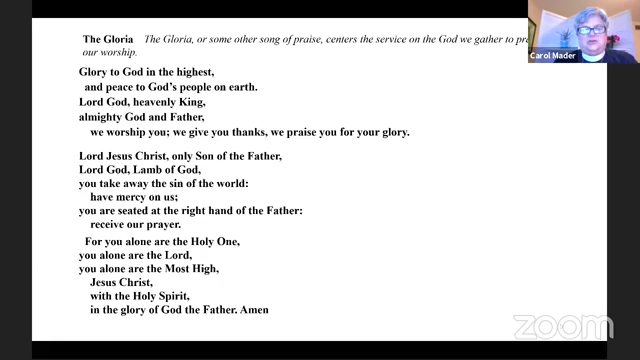 The Gloria The Gloria, or some other song of praise, centers the service on the God we gather to
our worship.
Glory to God in the highest,
and peace to God's people on earth.
Lord God, heavenly King,
almighty God and Father,
we worship you; we give you thanks, we praise you for your glory.
Lord Jesus Christ, only Son of the Father,
Lord God, Lamb of God,
you take away the sin of the world:
have mercy on us;
you are seated at the right hand of the Father:
receive our prayer.
For you alone are the Holy One,
you alone are the Lord,
you alone are the Most High,
Jesus Christ,
with the Holy Spirit,
in the glory of God the Father. Amen
Carol Mader
zoom